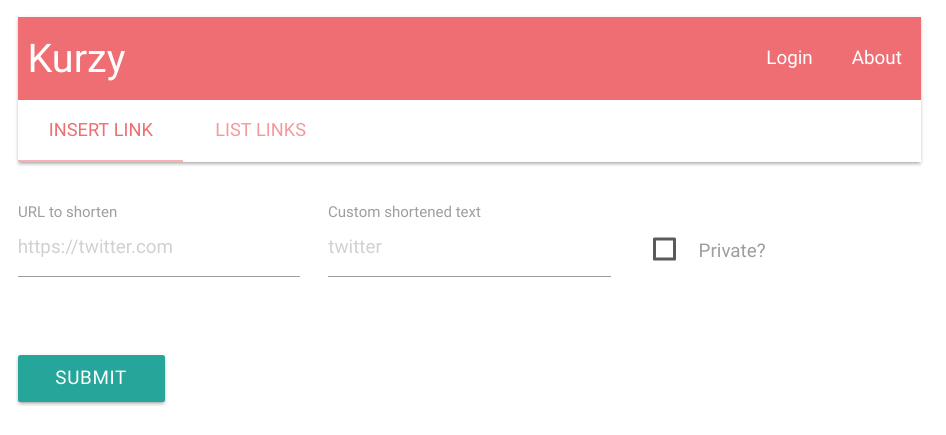 Kurzy
Login About
INSERT LINK LIST LINKS
URL to shorten Custom shortened text
https://twitter.com twitter Private?
SUBMIT